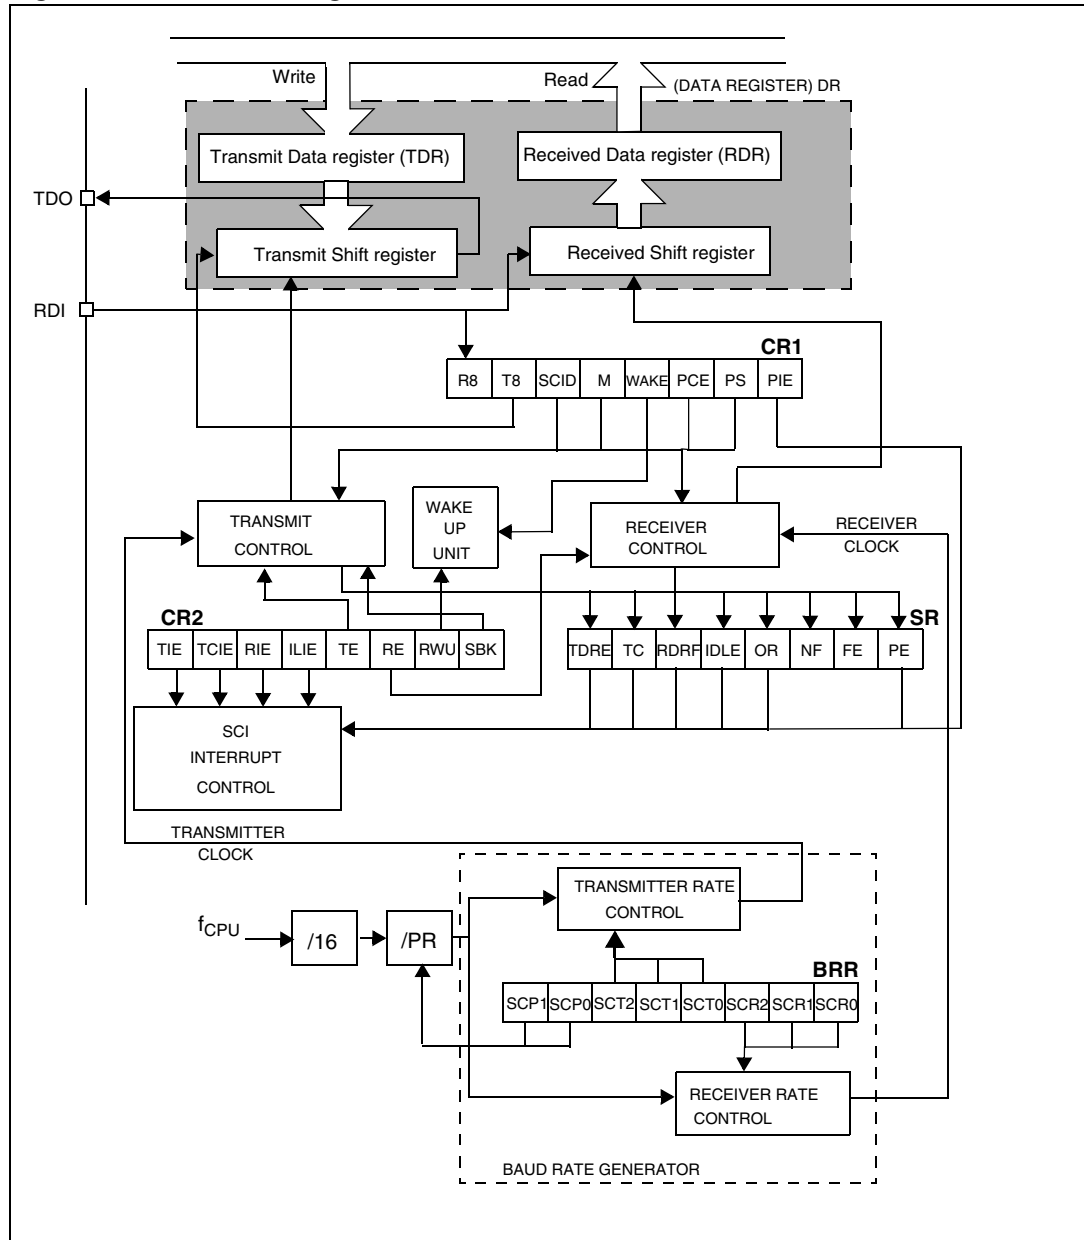 Write
Read
(DATA REGISTER) DR
Transmit Data register (TDR)
Received Data register (RDR)
TDO
Transmit Shift register
Received Shift register
RDI
CR1
R8 T8 SCID M WAKE PCE PS PIE
TRANSMIT
CONTROL
WAKE
UP
UNIT
RECEIVER
CONTROL
RECEIVER
CLOCK
CR2
SR
TIE TCIE RIE ILIE TE RE RWU SBK
TDRE TC RDRF IDLE OR NF FE PE
SCI
INTERRUPT
CONTROL
TRANSMITTER
CLOCK
TRANSMITTER RATE
CONTROL
fCPU
/16
/PR
BRR
SCP1 SCP0 SCT2 SCT1 SCT0 SCR2 SCR1 SCR0
RECEIVER RATE
CONTROL
BAUD RATE GENERATOR